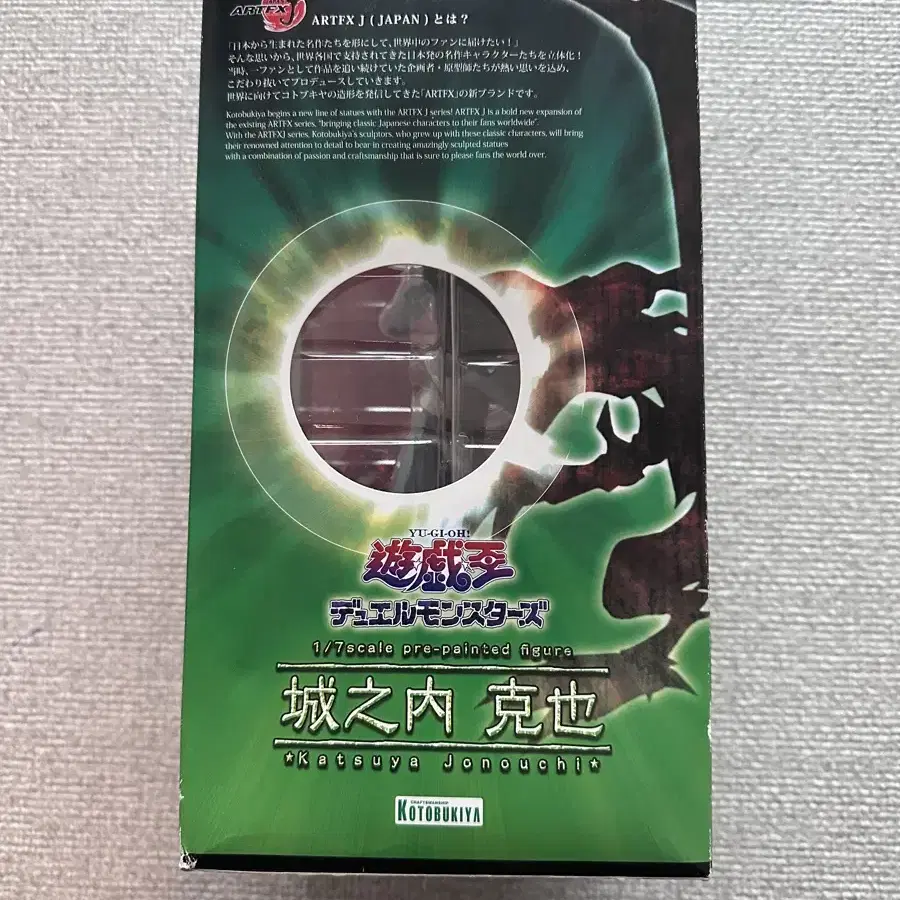 ARTFX J
ARTFX J ( JAPAN ) とは？
「日本から生まれた名作たちを形にして、世界中のファンに届けたい！」
そんな思いから、世界各国で支持されてきた日本発の名作キャラクターたちを立体化！
当時、一ファンとして作品を追い続けていた企画者・原型師たちが熱い思いを込め、
こだわり抜いてプロデュースしていきます。
世界に向けてコトブキヤの造形を発信してきた「ARTFX」の新ブランドです。
Kotobukiya begins a new line of statues with the ARTFX J series! ARTFX J is a bold new expansion of
the existing ARTFX series, "bringing classic Japanese characters to their fans worldwide".
With the ARTFXJ series, Kotobukiya's sculptors, who grew up with these classic characters, will bring
their renowned attention to detail to bear in creating amazingly sculpted statues
with a combination of passion and craftsmanship that is sure to please fans the world over.
YU-GI-OH!
遊戯王
デュエルモンスターズ
1/7scale pre-painted figure
城之内 克也
★Katsuya Jonouchi★
CRAFTSMANSHIP
KOTOBUKIYA